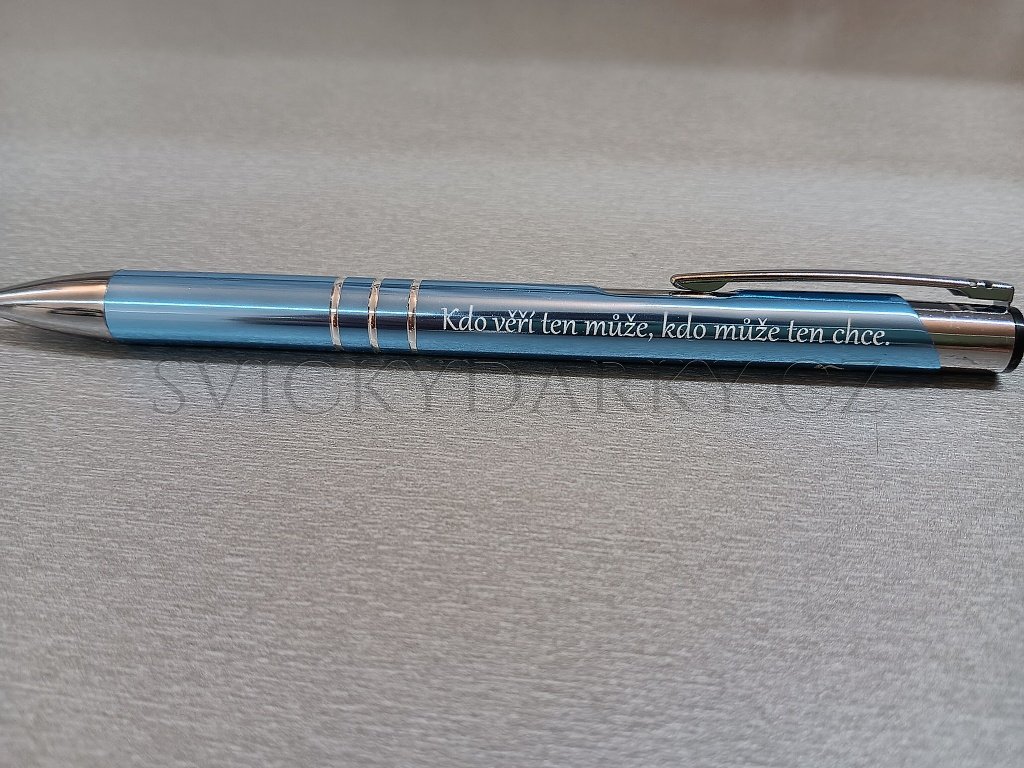 Kdo věří ten může, kdo může ten chce.
SVICKYDARKY.CZ